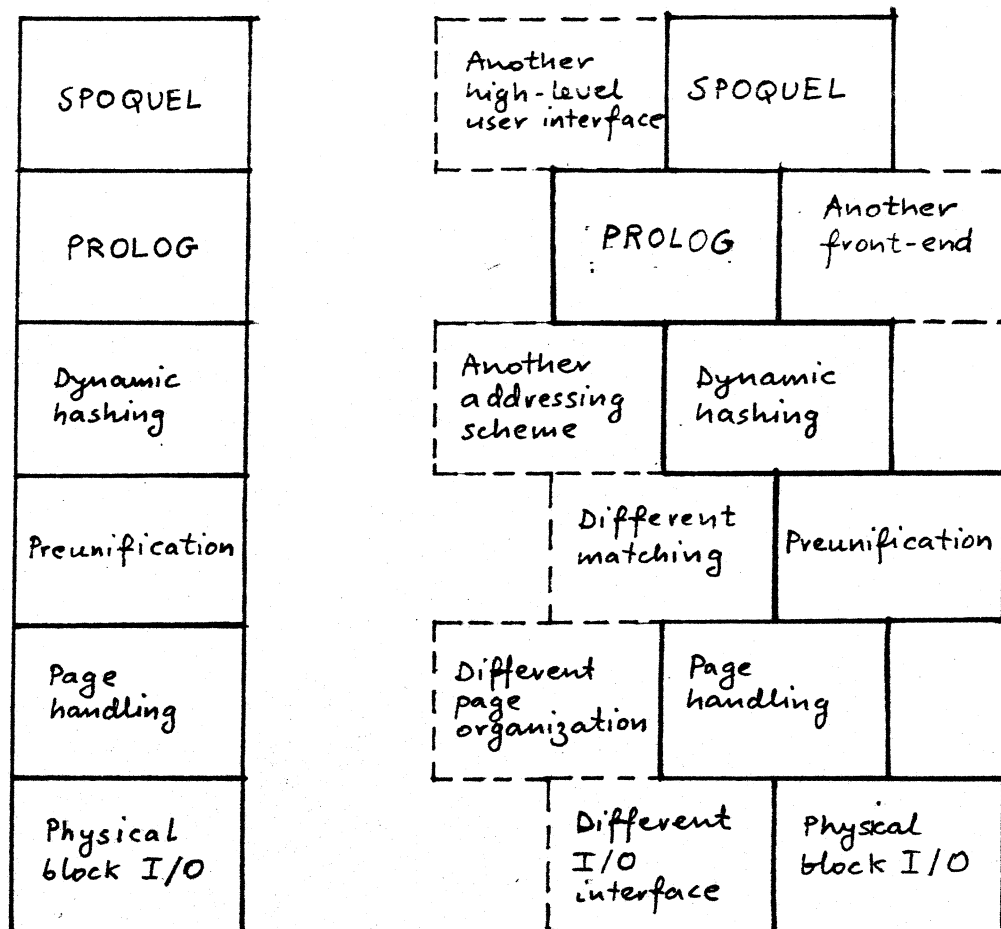 SPOQUEL
PROLOG
Dynamic
hashing
Preunification
Page
handling
Physical
block I/O
Another
high-level
user interface
SPOQUEL
PROLOG
Another
front-end
Another
addressing
scheme
Dynamic
hashing
Different
matching
Preunification
Different
page
organization
Page
handling
Different
I/O
interface
Physical
block I/O